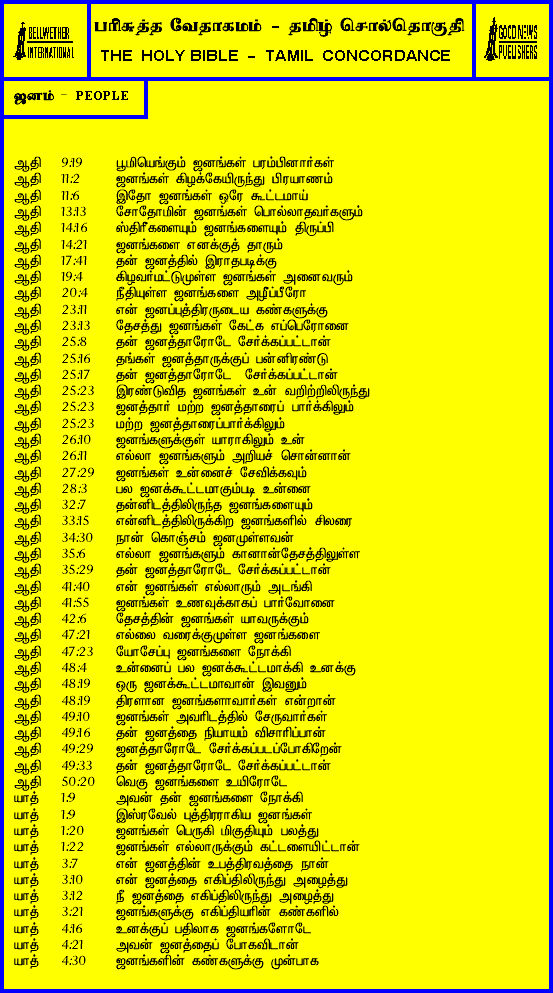 BELLWETHER
INTERNATIONAL
பரிசுத்த வேதாகமம் – தமிழ் சொல்தொகுதி
THE HOLY BIBLE – TAMIL CONCORDANCE
GOOD NEWS
PUBLISHERS
ஜனம் – PEOPLE
ஆதி 9:19 பூமியெங்கும் ஜனங்கள் பரம்பினார்கள்
ஆதி 11:2 ஜனங்கள் கிழக்கேயிருந்து பிரயாணம்
ஆதி 11:6 இதோ ஜனங்கள் ஒரே கூட்டமாய்
ஆதி 13:13 சோதோமின் ஜனங்கள் பொல்லாதவர்களும்
ஆதி 14:16 ஸ்திரீகளையும் ஜனங்களையும் திருப்பி
ஆதி 14:21 ஜனங்களை எனக்குத் தாரும்
ஆதி 17:41 தன் ஜனத்தில் இராதபடிக்கு
ஆதி 19:4 கிழவர்மட்டுமுள்ள ஜனங்கள் அனைவரும்
ஆதி 20:4 நீதியுள்ள ஜனங்களை அழீப்பீரோ
ஆதி 23:11 என் ஜனப்புத்திரருடைய கண்களுக்கு
ஆதி 23:13 தேசத்து ஜனங்கள் கேட்க எப்பெரோனை
ஆதி 25:8 தன் ஜனத்தாரோடே சேர்க்கப்பட்டான்
ஆதி 25:16 தங்கள் ஜனத்தாருக்குப் பன்னிரண்டு
ஆதி 25:17 தன் ஜனத்தாரோடே சேர்க்கப்பட்டான்
ஆதி 25:23 இரண்டுவித ஜனங்கள் உன் வறிற்றிலிருந்து
ஆதி 25:23 ஜனத்தார் மற்ற ஜனத்தாரைப் பார்க்கிலும்
ஆதி 25:23 மற்ற ஜனத்தாரைப்பார்க்கிலும்
ஆதி 26:10 ஜனங்களுக்குள் யாராகிலும் உன்
ஆதி 26:11 எல்லா ஜனங்களும் அறியச் சொன்னான்
ஆதி 27:29 ஜனங்கள் உன்னைச் சேவிக்கவும்
ஆதி 28:3 பல ஜனக்கூட்டமாகும்படி உன்னை
ஆதி 32:7 தன்னிடத்திலிருந்த ஜனங்களையும்
ஆதி 33:15 என்னிடத்திலிருக்கிற ஜனங்களில் சிலரை
ஆதி 34:30 நான் கொஞ்சம் ஜனமுள்ளவன்
ஆதி 35:6 எல்லா ஜனங்களும் கானான்தேசத்திலுள்ள
ஆதி 35:29 தன் ஜனத்தாரோடே சேர்க்கப்பட்டான்
ஆதி 41:40 என் ஜனங்கள் எல்லாரும் அடங்கி
ஆதி 41:55 ஜனங்கள் உணவுக்காகப் பார்வோனை
ஆதி 42:6 தேசத்தின் ஜனங்கள் யாவருக்கும்
ஆதி 47:21 எல்லை வரைக்குமுள்ள ஜனங்களை
ஆதி 47:23 யோசேப்பு ஜனங்களை நோக்கி
ஆதி 48:4 உன்னைப் பல ஜனக்கூட்டமாக்கி உனக்கு
ஆதி 48:19 ஒரு ஜனக்கூட்டமாவான் இவனும்
ஆதி 48:19 திரளான ஜனங்களாவார்கள் என்றான்
ஆதி 49:10 ஜனங்கள் அவரிடத்தில் சேருவார்கள்
ஆதி 49:16 தன் ஜனத்தை நியாயம் விசாரிப்பான்
ஆதி 49:29 ஜனத்தாரோடே சேர்க்கப்படப்போகிறேன்
ஆதி 49:33 தன் ஜனத்தாரோடே சேர்க்கப்பட்டான்
ஆதி 50:20 வெகு ஜனங்களை உயிரோடே
யாத் 1:9 அவன் தன் ஜனங்களை நோக்கி
யாத் 1:9 இஸ்ரவேல் புத்திரராகிய ஜனங்கள்
யாத் 1:20 ஜனங்கள் பெருகி மிகுதியும் பலத்து
யாத் 1:22 ஜனங்கள் எல்லாருக்கும் கட்டளையிட்டான்
யாத் 3:7 என் ஜனத்தின் உபத்திரவத்தை நான்
யாத் 3:10 என் ஜனத்தை எகிப்திலிருந்து அழைத்து
யாத் 3:12 நீ ஜனத்தை எகிப்திலிருந்து அழைத்து
யாத் 3:21 ஜனங்களுக்கு எகிப்தியரின் கண்களில்
யாத் 4:16 உனக்குப் பதிலாக ஜனங்களோடே
யாத் 4:21 அவன் ஜனத்தைப் போகவிடான்
யாத் 4:30 ஜனங்களின் கண்களுக்கு முன்பாக